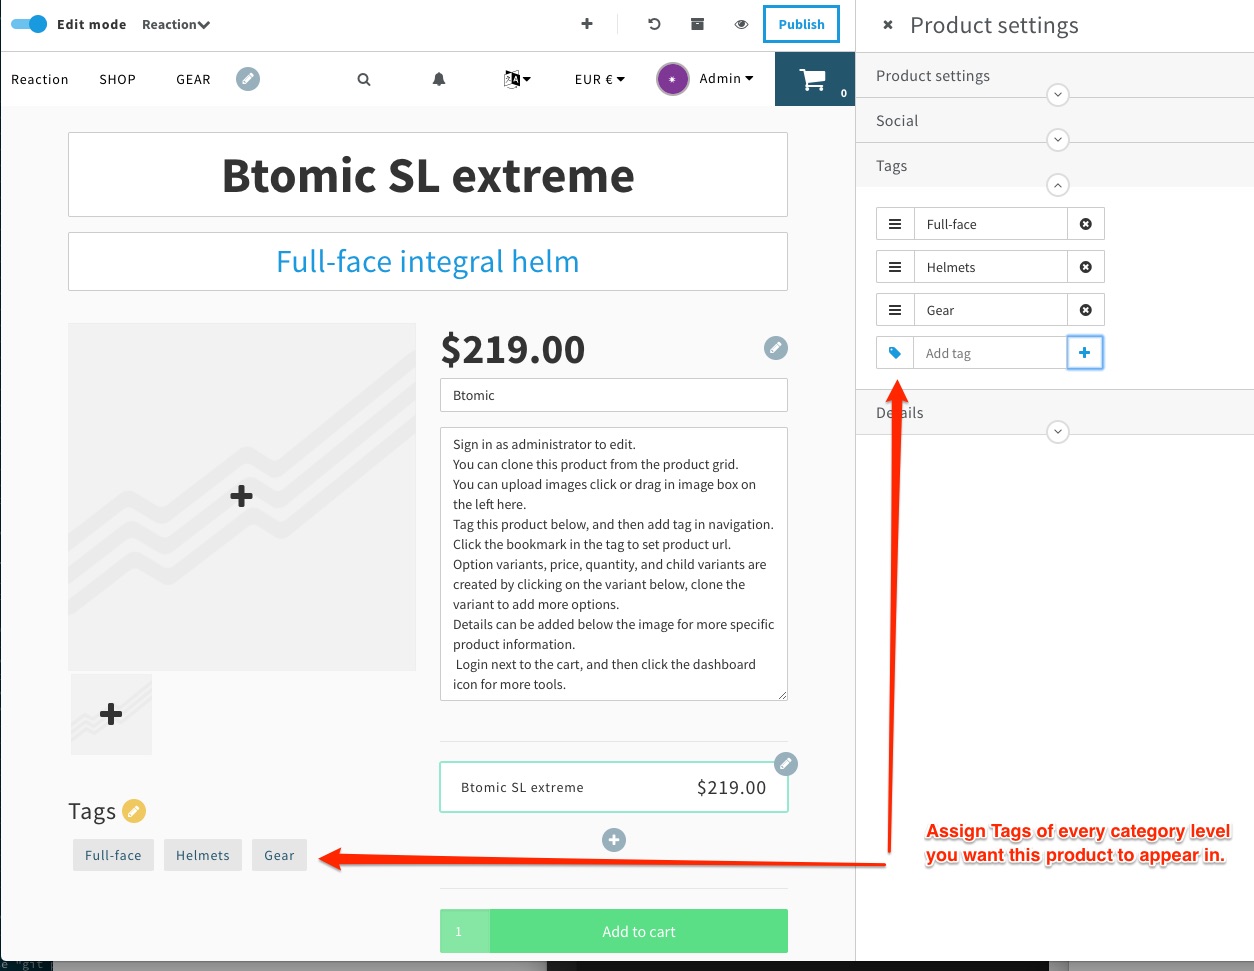 Edit mode Reaction
Publish
Product settings
Reaction SHOP GEAR EUR € Admin 0
Product settings
Social
Tags
Full-face
Helmets
Gear
Add tag
Details
Btomic SL extreme
Full-face integral helm
$219.00
Btomic
Sign in as administrator to edit.
You can clone this product from the product grid.
You can upload images click or drag in image box on
the left here.
Tag this product below, and then add tag in navigation.
Click the bookmark in the tag to set product url.
Option variants, price, quantity, and child variants are
created by clicking on the variant below, clone the
variant to add more options.
Details can be added below the image for more specific
product information.
Login next to the cart, and then click the dashboard
icon for more tools.
Btomic SL extreme $219.00
Tags
Full-face Helmets Gear
Assign Tags of every category level
you want this product to appear in.
1 Add to cart
e "git